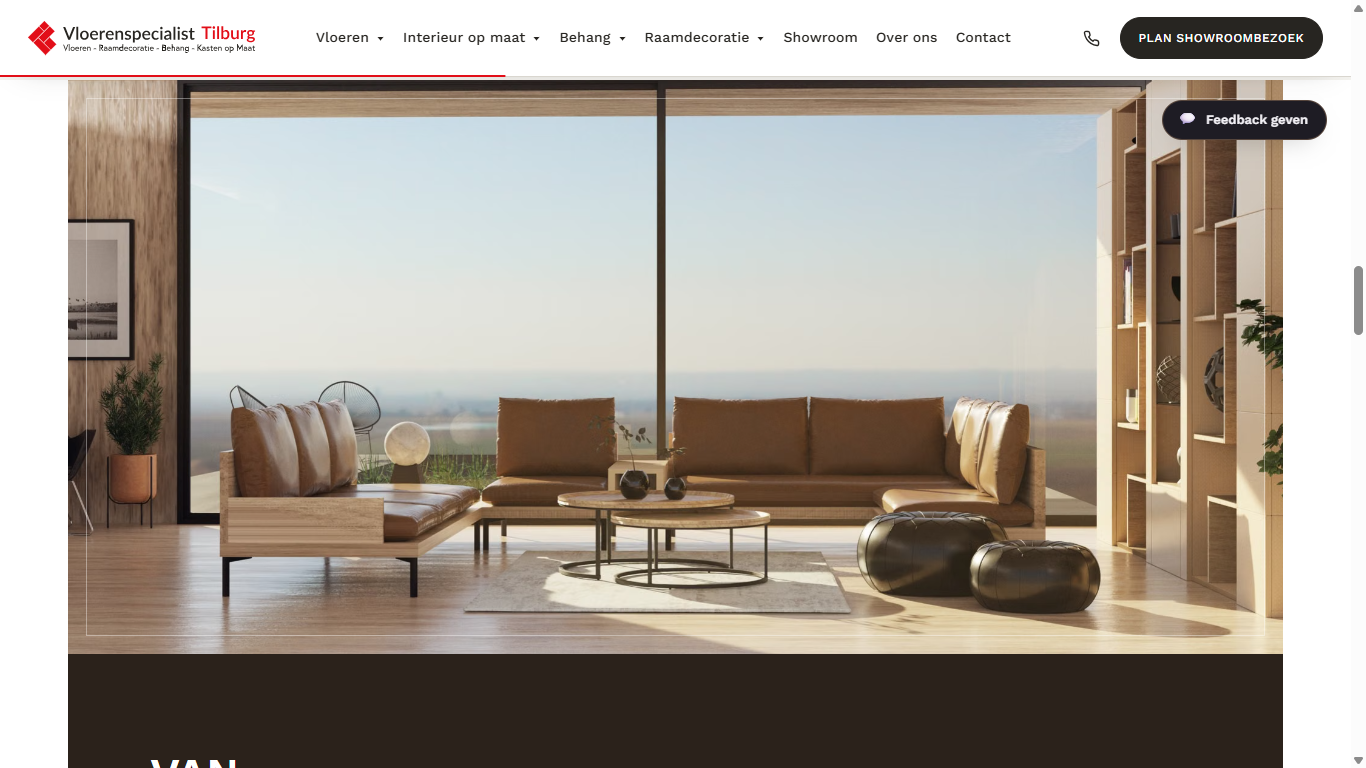 Vloerenspecialist Tilburg
Vloeren - Raamdecoratie - Behang - Kasten op Maat
Vloeren
Interieur op maat
Behang
Raamdecoratie
Showroom
Over ons
Contact
PLAN SHOWROOMBEZOEK
Feedback geven
VAN